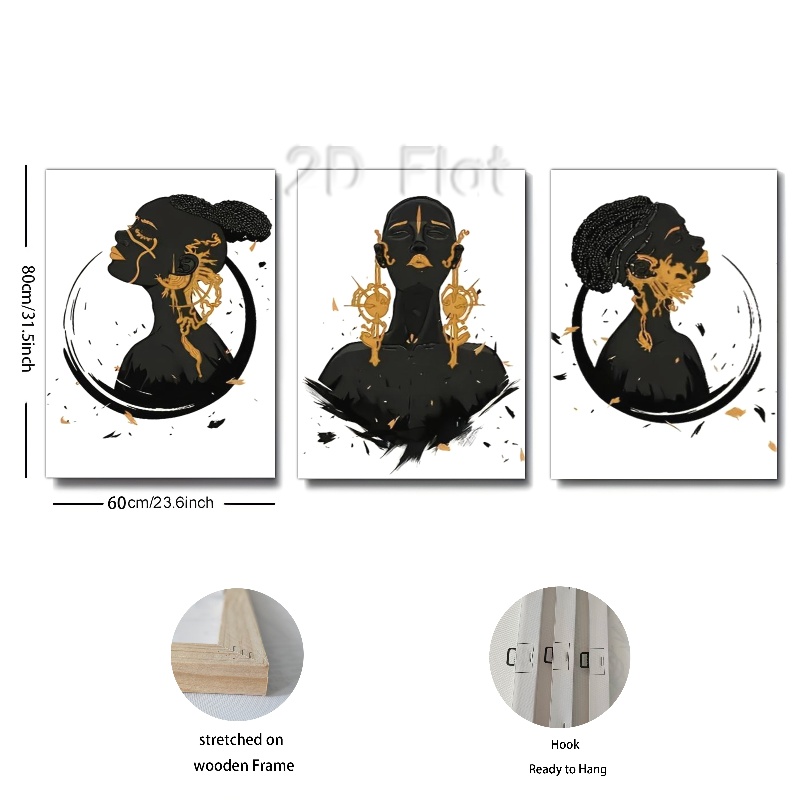 2D Flat
80cm/31.5inch
60cm/23.6inch
stretched on
wooden Frame
Hook
Ready to Hang